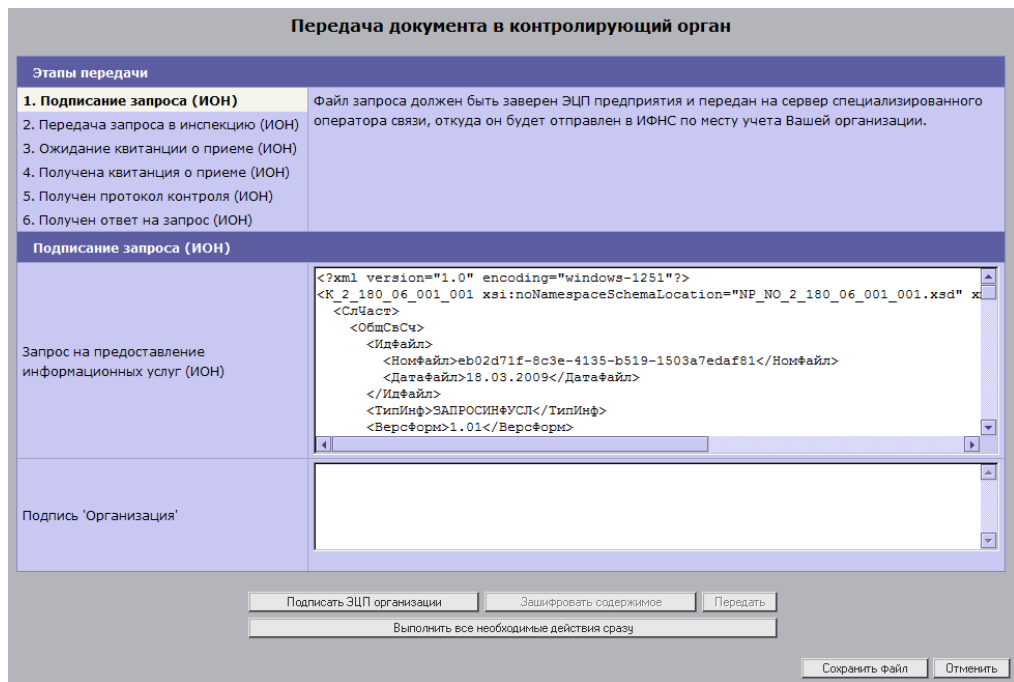 Передача документа в контролирующий орган
Этапы передачи
1. Подписание запроса (ИОН)
2. Передача запроса в инспекцию (ИОН)
3. Ожидание квитанции о приеме (ИОН)
4. Получена квитанция о приеме (ИОН)
5. Получен протокол контроля (ИОН)
6. Получен ответ на запрос (ИОН)
Файл запроса должен быть заверен ЭЦП предприятия и передан на сервер специализированного
оператора связи, откуда он будет отправлен в ИФНС по месту учета Вашей организации.
Подписание запроса (ИОН)
Запрос на предоставление
информационных услуг (ИОН)
<?xml version="1.0" encoding="windows-1251"?>
<K_2_180_06_001_001 xsi:noNamespaceSchemaLocation="NP_NO_2_180_06_001_001.xsd" x
<СлЧаст>
<ОбщСвСч>
<ИдФайл>
<НомФайл>eb02d71f-8c3e-4135-b519-1503a7edaf81</НомФайл>
<ДатаФайл>18.03.2009</ДатаФайл>
</ИдФайл>
<ТипИнф>ЗАПРОСИНФУСЛ</ТипИнф>
<ВерсФорм>1.01</ВерсФорм>
Подпись 'Организация'
Подписать ЭЦП организации
Зашифровать содержимое
Передать
Выполнить все необходимые действия сразу
Сохранить файл
Отменить